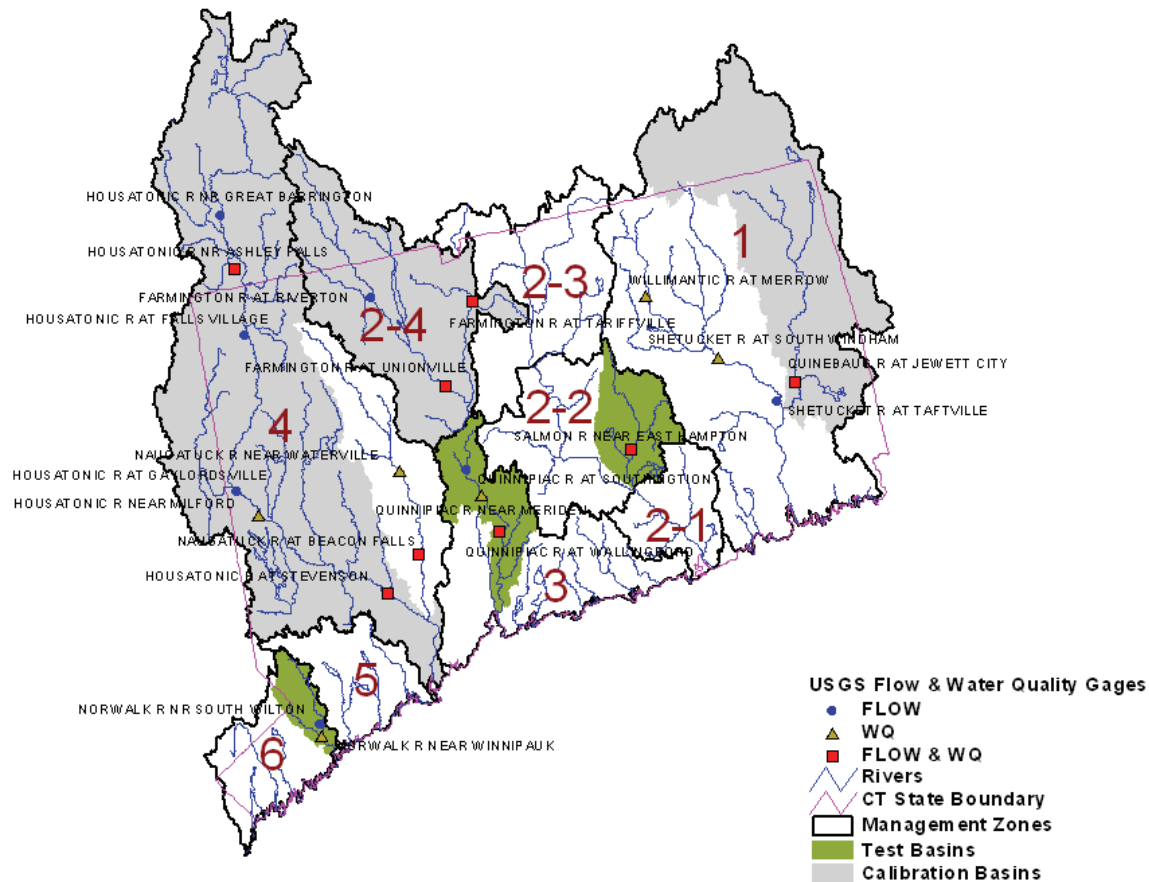 HOUSATONIC R NR GREAT BARRINGTON
HOUSATONIC R NR ASHLEY FALLS
1
WILLIMANTIC R AT MERROW
2-3
FARMINGTON R AT RIVERTON
HOUSATONIC R AT FALLS VILLAGE
2-4
FARMINGTON R AT TARIFFVILLE
SHETUCKET R AT SOUTH WINDHAM
FARMINGTON R AT UNIONVILLE
QUINEBAUG R AT JEWETT CITY
2-2
SHETUCKET R AT TAFTVILLE
4
SALMON R NEAR EAST HAMPTON
NAUGATUCK R NEAR WATERVILLE
HOUSATONIC R AT GAYLORDSVILLE
QUINNIPIAC R AT SOUTHINGTON
HOUSATONIC R NEAR MILFORD
QUINNIPIAC R NEAR MERIDEN
2-1
NAUGATUCK R AT BEACON FALLS
QUINNIPIAC R AT WALLINGFORD
HOUSATONIC R AT STEVENSON
3
5
NORWALK R NR SOUTH WILTON
NORWALK R NEAR WINNIPAUK
6
USGS Flow & Water Quality Gages
FLOW
WQ
FLOW & WQ
Rivers
CT State Boundary
Management Zones
Test Basins
Calibration Basins